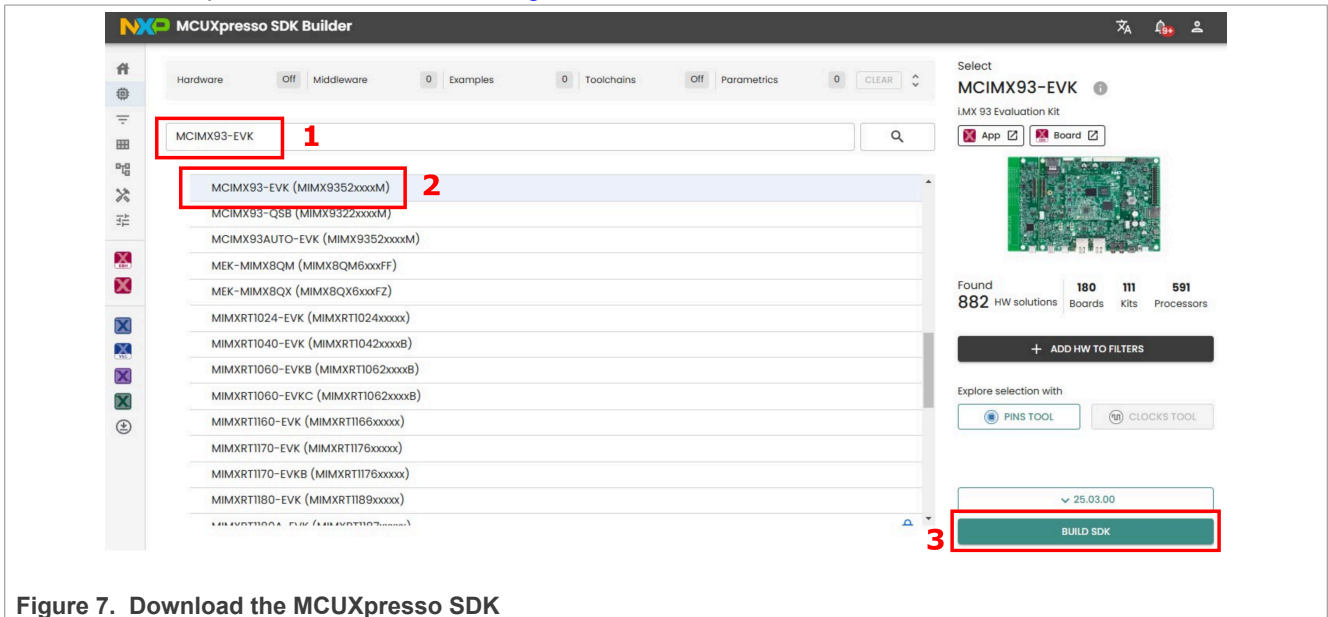 NXP MCUXpresso SDK Builder
9+
Hardware Off Middleware 0 Examples 0 Toolchains Off Parametrics 0 CLEAR
MCIMX93-EVK 1
MCIMX93-EVK (MIMX9352xxxxM) 2
MCIMX93-QSB (MIMX9322xxxxM)
MCIMX93AUTO-EVK (MIMX9352xxxxM)
MEK-MIMX8QM (MIMX8QM6xxxFF)
MEK-MIMX8QX (MIMX8QX6xxxFZ)
MIMXRT1024-EVK (MIMXRT1024xxxxx)
MIMXRT1040-EVK (MIMXRT1042xxxxB)
MIMXRT1060-EVKB (MIMXRT1062xxxxB)
MIMXRT1060-EVKC (MIMXRT1062xxxxB)
MIMXRT1160-EVK (MIMXRT1166xxxxx)
MIMXRT1170-EVK (MIMXRT1176xxxxx)
MIMXRT1170-EVKB (MIMXRT1176xxxxx)
MIMXRT1180-EVK (MIMXRT1189xxxxx)
Select
MCIMX93-EVK
i.MX 93 Evaluation Kit
App Board
Found 180 111 591
882 HW solutions Boards Kits Processors
+ ADD HW TO FILTERS
Explore selection with
PINS TOOL CLOCKS TOOL
25.03.00
3 BUILD SDK
Figure 7. Download the MCUXpresso SDK